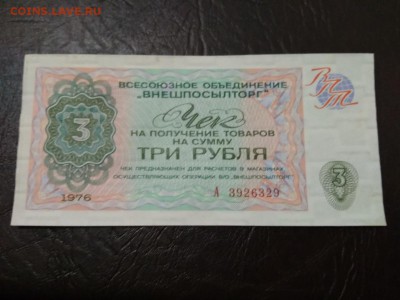 COINS.LAVE.RU
ВСЕСОЮЗНОЕ ОБЪЕДИНЕНИЕ
„ВНЕШПОСЫЛТОРГ"
ВПТ
Чек
НА ПОЛУЧЕНИЕ ТОВАРОВ
НА СУММУ
ТРИ РУБЛЯ
3
ЧЕК ПРЕДНАЗНАЧЕН ДЛЯ РАСЧЕТОВ В МАГАЗИНАХ,
ОСУЩЕСТВЛЯЮЩИХ ОПЕРАЦИИ В/О „ВНЕШПОСЫЛТОРГ"
3
1976
А 3926329